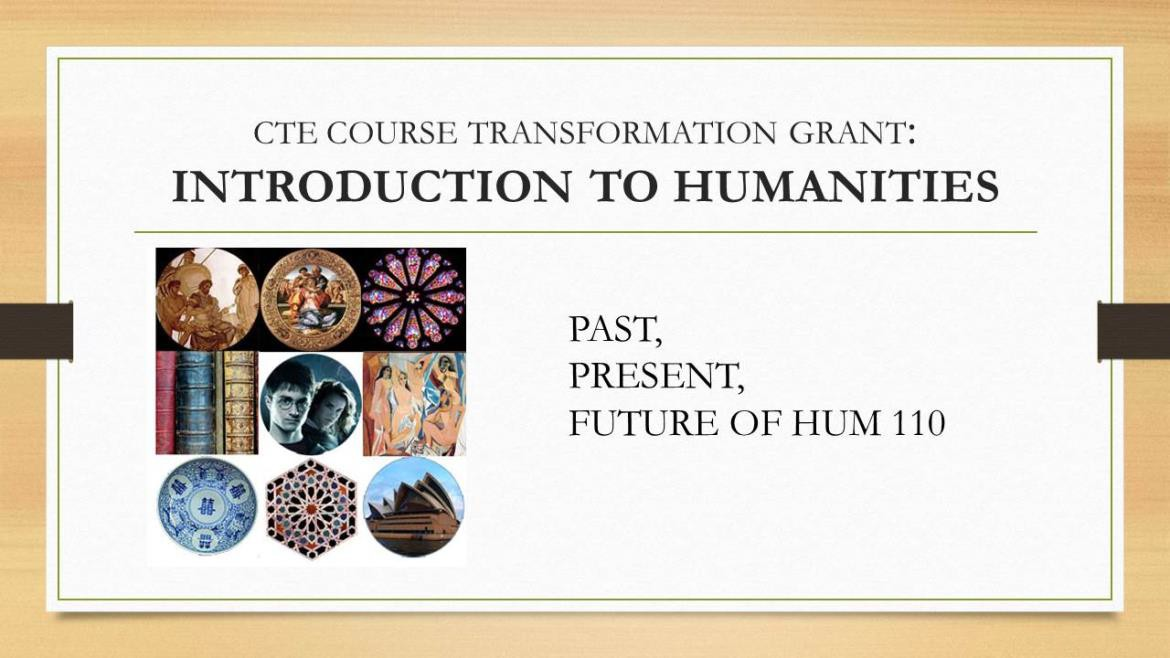 CTE COURSE TRANSFORMATION GRANT:
INTRODUCTION TO HUMANITIES
PAST,
PRESENT,
FUTURE OF HUM 110